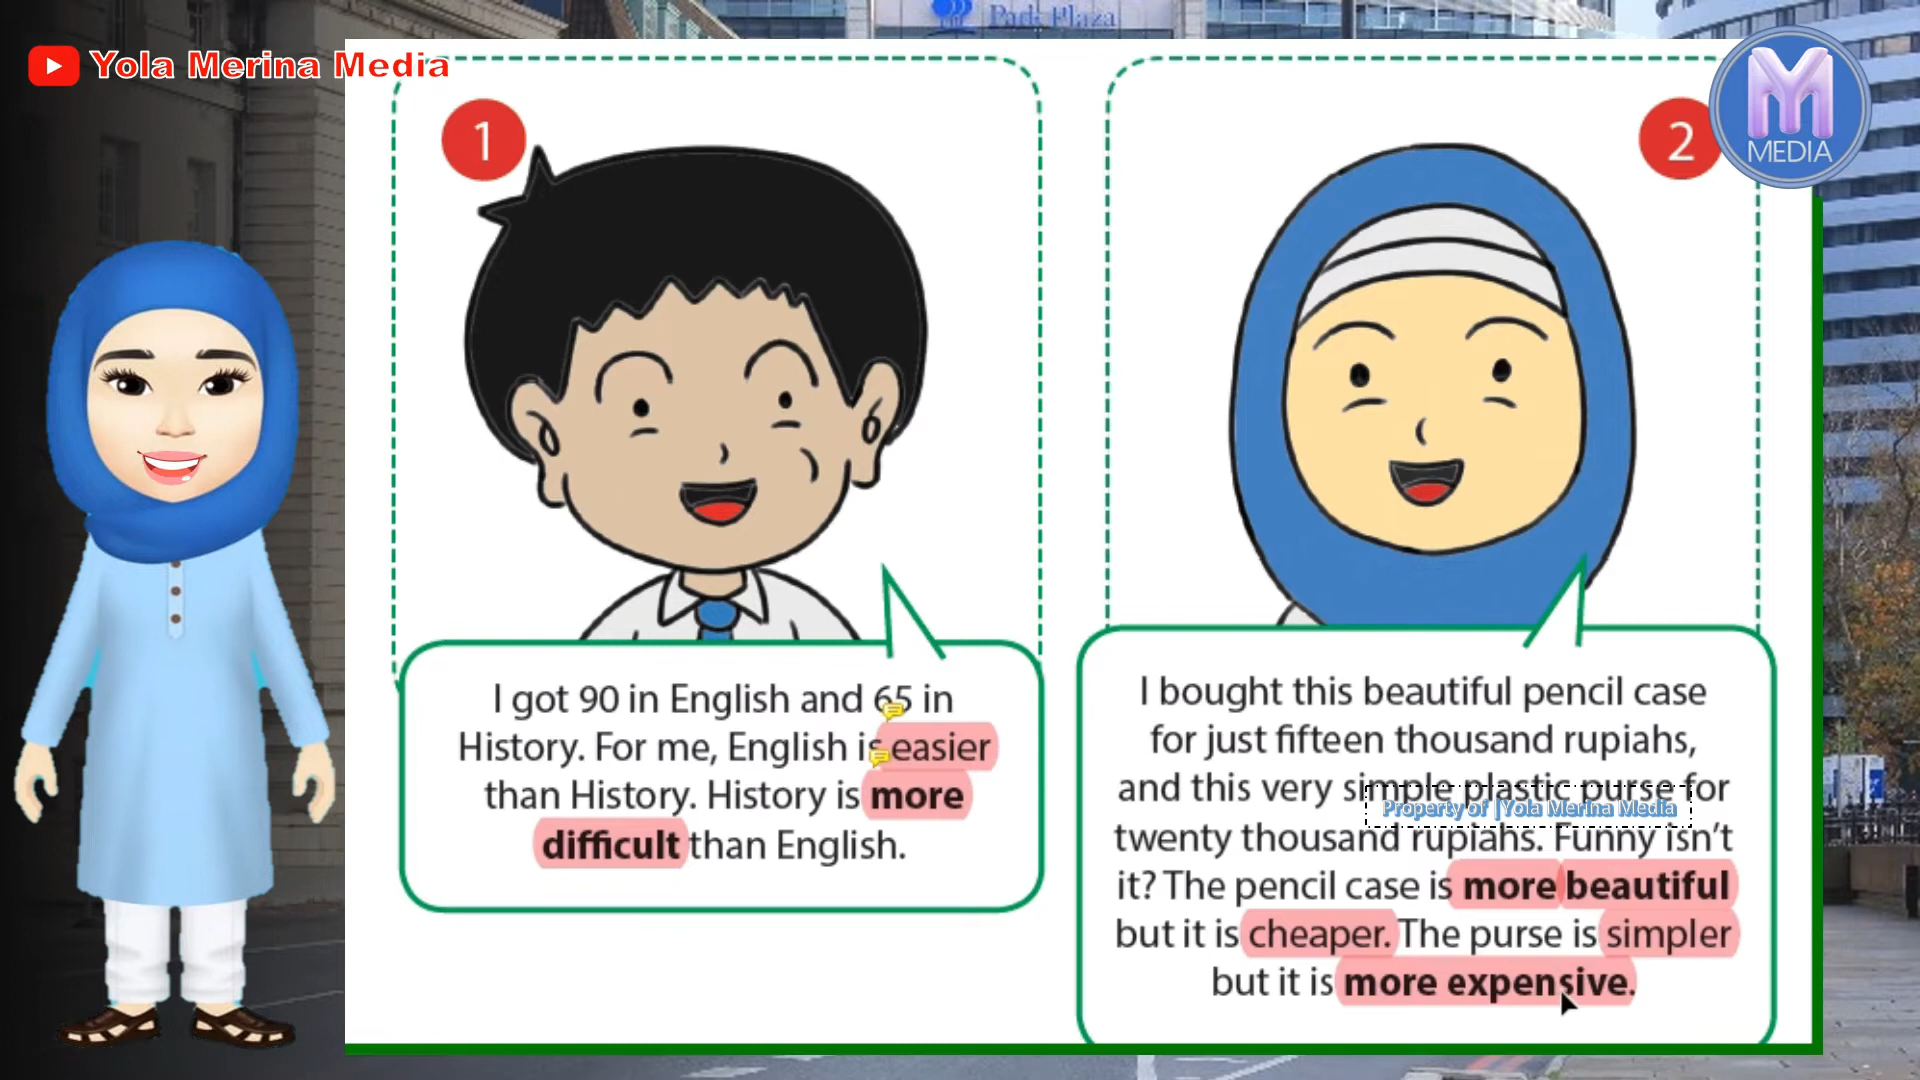 Park Plaza
Yola Merina Media
MEDIA
1
I got 90 in English and 65 in
History. For me, English is easier
than History. History is more
difficult than English.
2
I bought this beautiful pencil case
for just fifteen thousand rupiahs,
and this very simple plastic purse for
Property of |Yola Merina Media
twenty thousand rupiahs. Funny isn't
it? The pencil case is more beautiful
but it is cheaper. The purse is simpler
but it is more expensive.